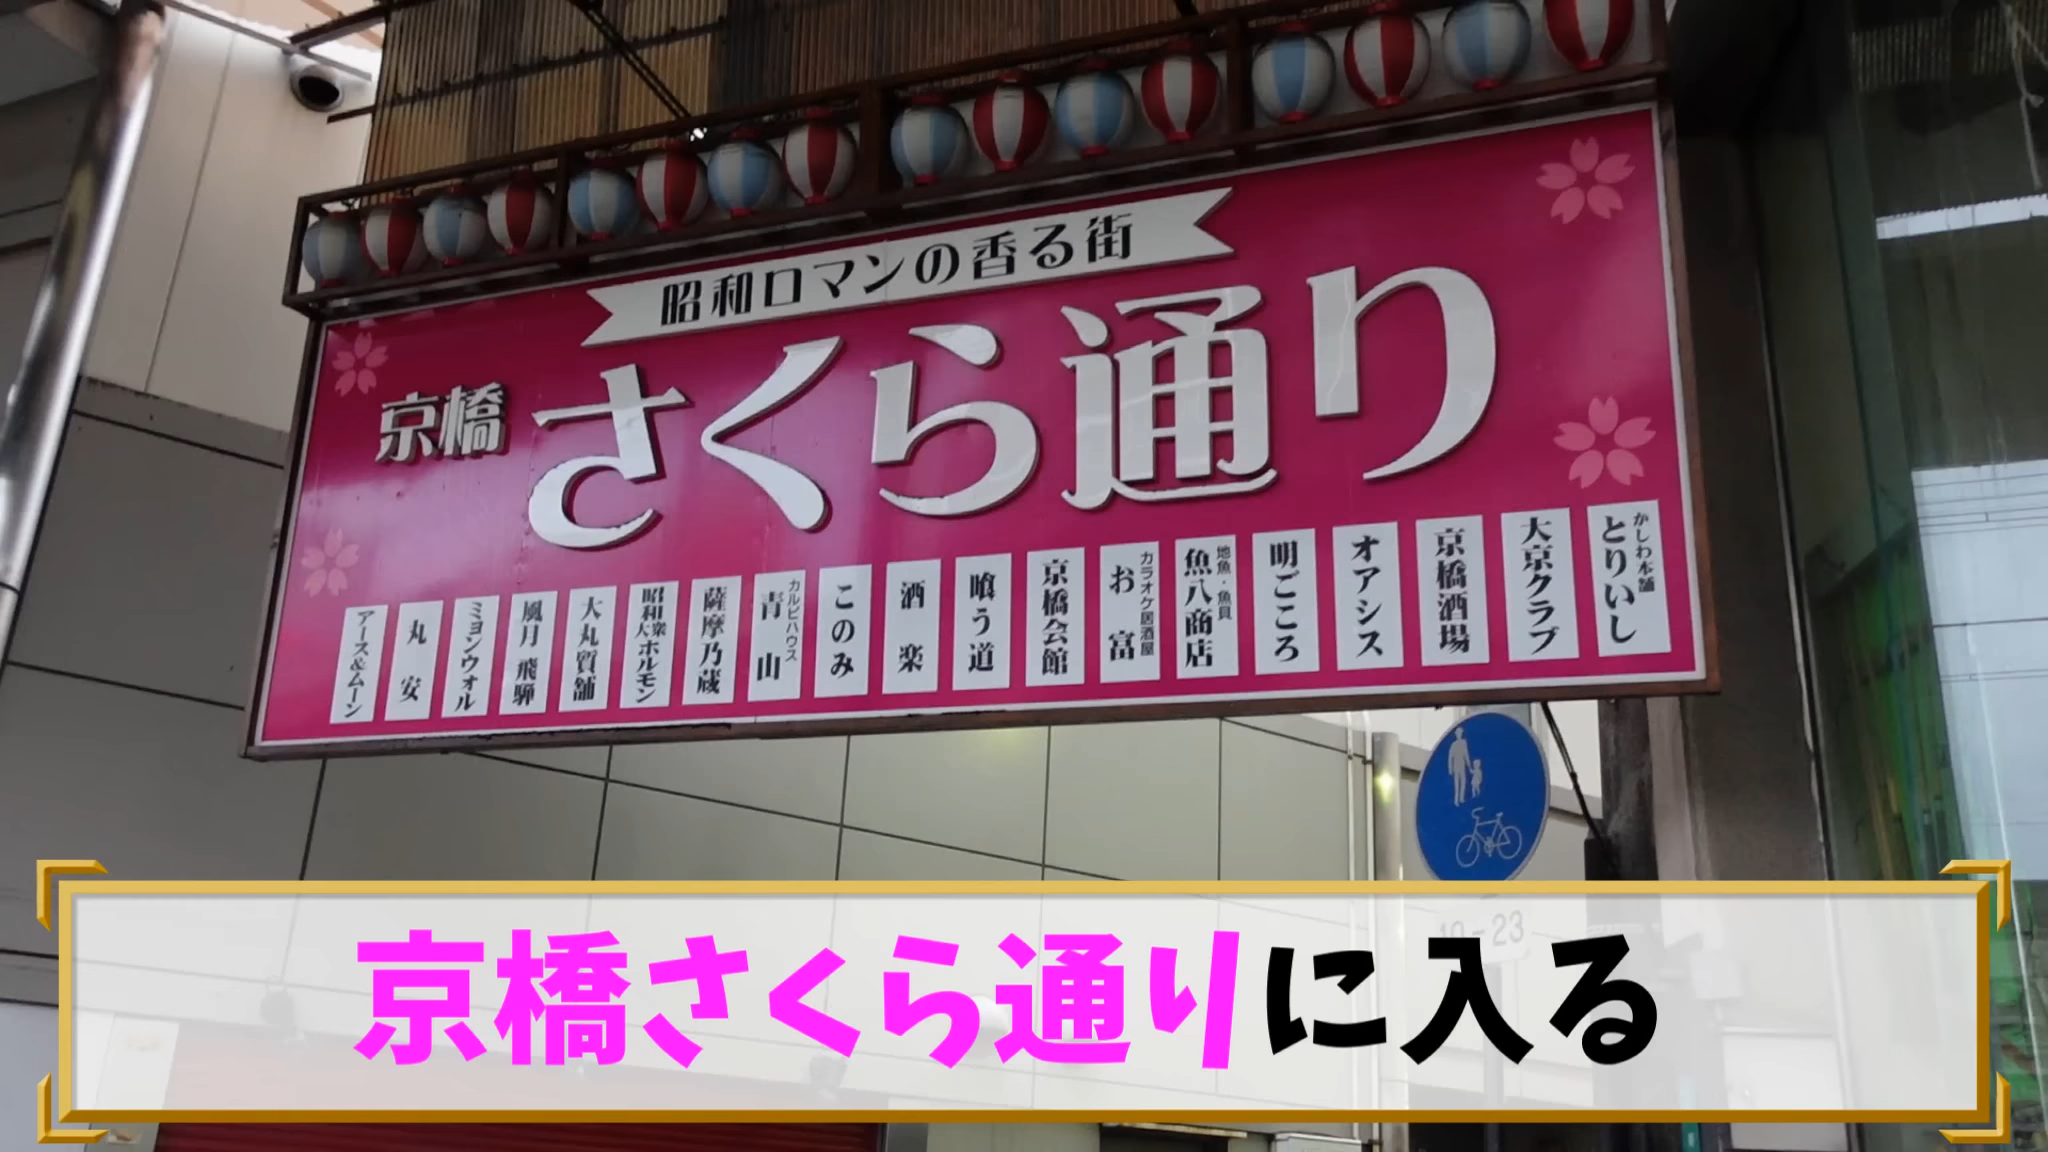 昭和ロマンの香る街
京橋 さくら通り
アース&ムーン
丸安
ミヨンウォル
風月 飛騨
大丸質舗
昭和大衆ホルモン
薩摩乃蔵
カルビハウス
青山
このみ
酒楽
喰う道
京橋会館
カラオケ居酒屋
お富
地魚・魚貝
魚八商店
明ごころ
オアシス
京橋酒場
大京クラブ
かしわ本舗
とりいし
10-23
京橋さくら通りに入る